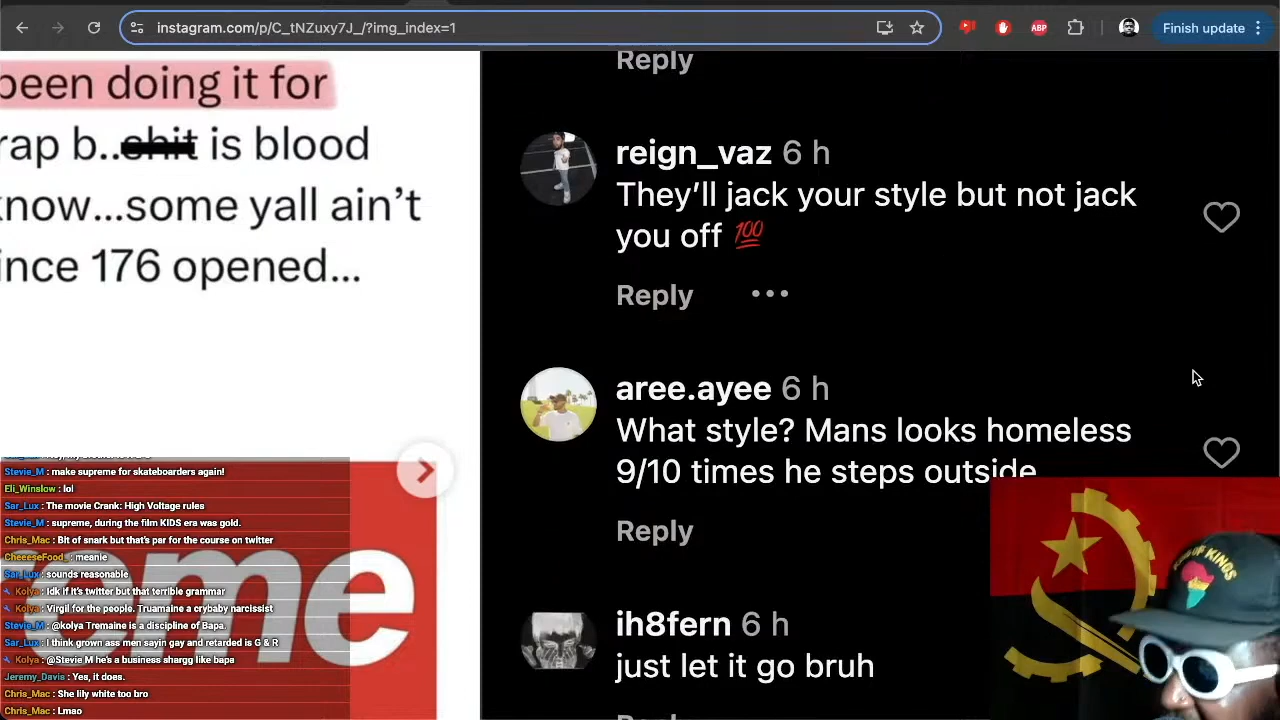 instagram.com/p/C_tNZuxy7J_/?img_index=1
ABP
Finish update
been doing it for
rap b..shit is blood
know...some yall ain't
ince 176 opened...
Reply
reign_vaz 6 h
They'll jack your style but not jack
you off 💯
Reply
aree.ayee 6 h
What style? Mans looks homeless
9/10 times he steps outside
Reply
ih8fern 6 h
just let it go bruh
Stevie_M : make supreme for skateboarders again!
Eli_Winslow : lol
Sar_Lux : The movie Crank: High Voltage rules
Stevie_M : supreme, during the film KIDS era was gold.
Chris_Mac : Bit of snark but that's par for the course on twitter
CheeeseFood_ : meanie
Sar_Lux : sounds reasonable
Kolya : Idk if it's twitter but that terrible grammar
Kolya : Virgil for the people. Truamaine a crybaby narcissist
Stevie_M : @kolya Tremaine is a discipline of Bapa.
Sar_Lux : I think grown ass men sayin gay and retarded is G & R
Kolya : @Stevie M he's a business shargg like bapa
Jeremy_Davis : Yes, it does.
Chris_Mac : She lily white too bro
Chris_Mac : Lmao
eme
OF KINGS